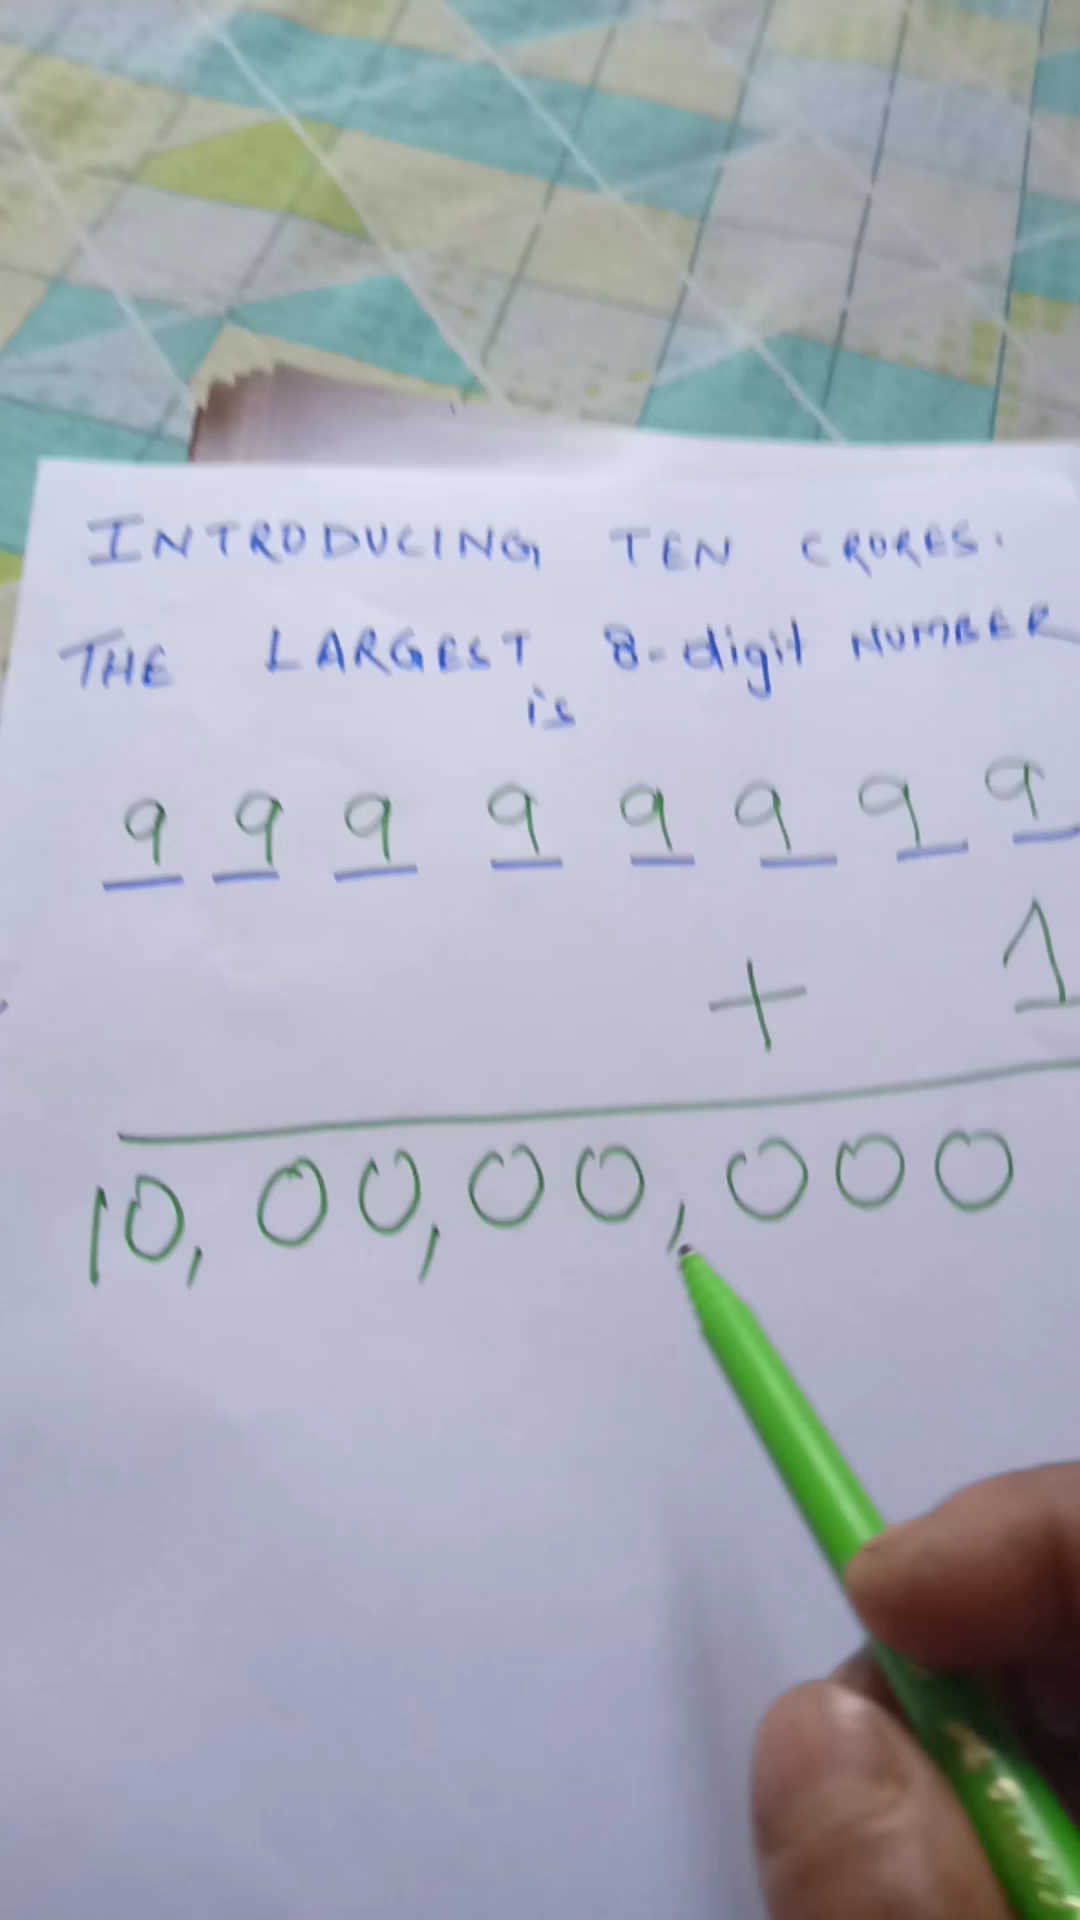 INTRODUCING TEN CRORES.
THE LARGEST 8-digit NUMBER
is
9 9 9 9 9 9 9 9
+ 1
10,00,00,000